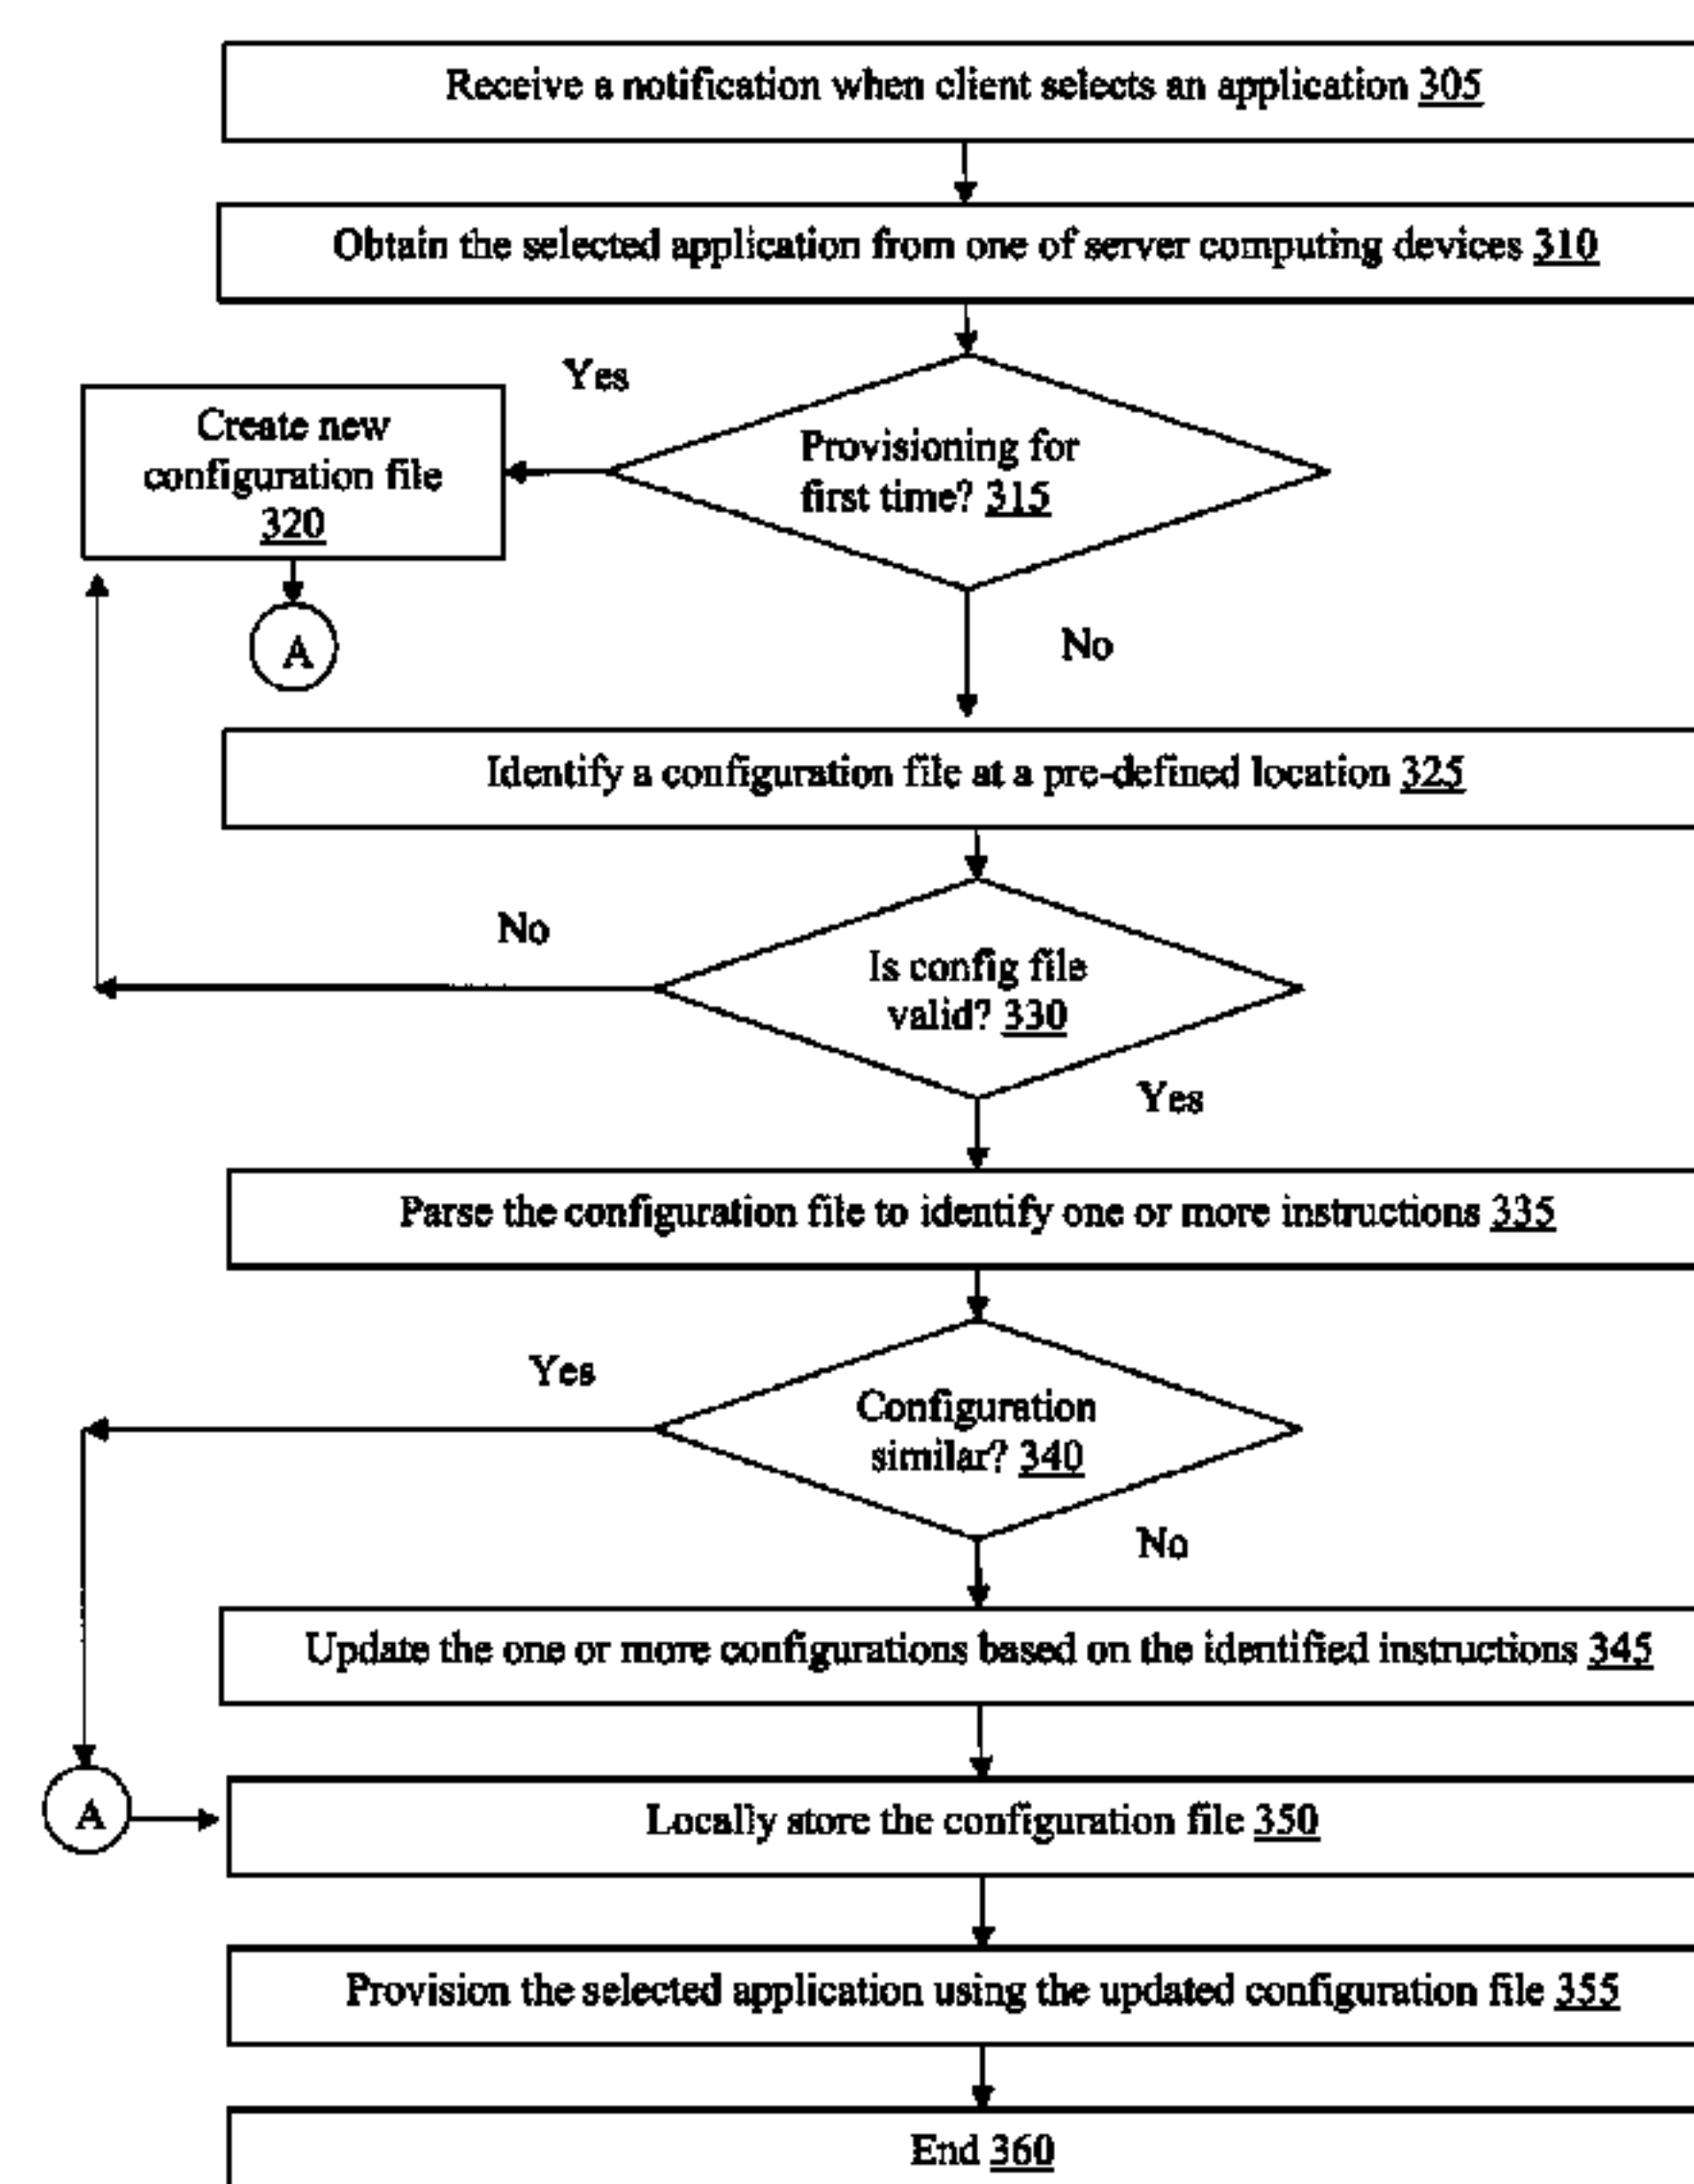 Receive a notification when client selects an application 305
Obtain the selected application from one of server computing devices 310
Yes
Create new
configuration file
320
Provisioning for
first time? 315
A
No
Identify a configuration file at a pre-defined location 325
No
Is config file
valid? 330
Yes
Parse the configuration file to identify one or more instructions 335
Yes
Configuration
similar? 340
No
Update the one or more configurations based on the identified instructions 345
A
Locally store the configuration file 350
Provision the selected application using the updated configuration file 355
End 360